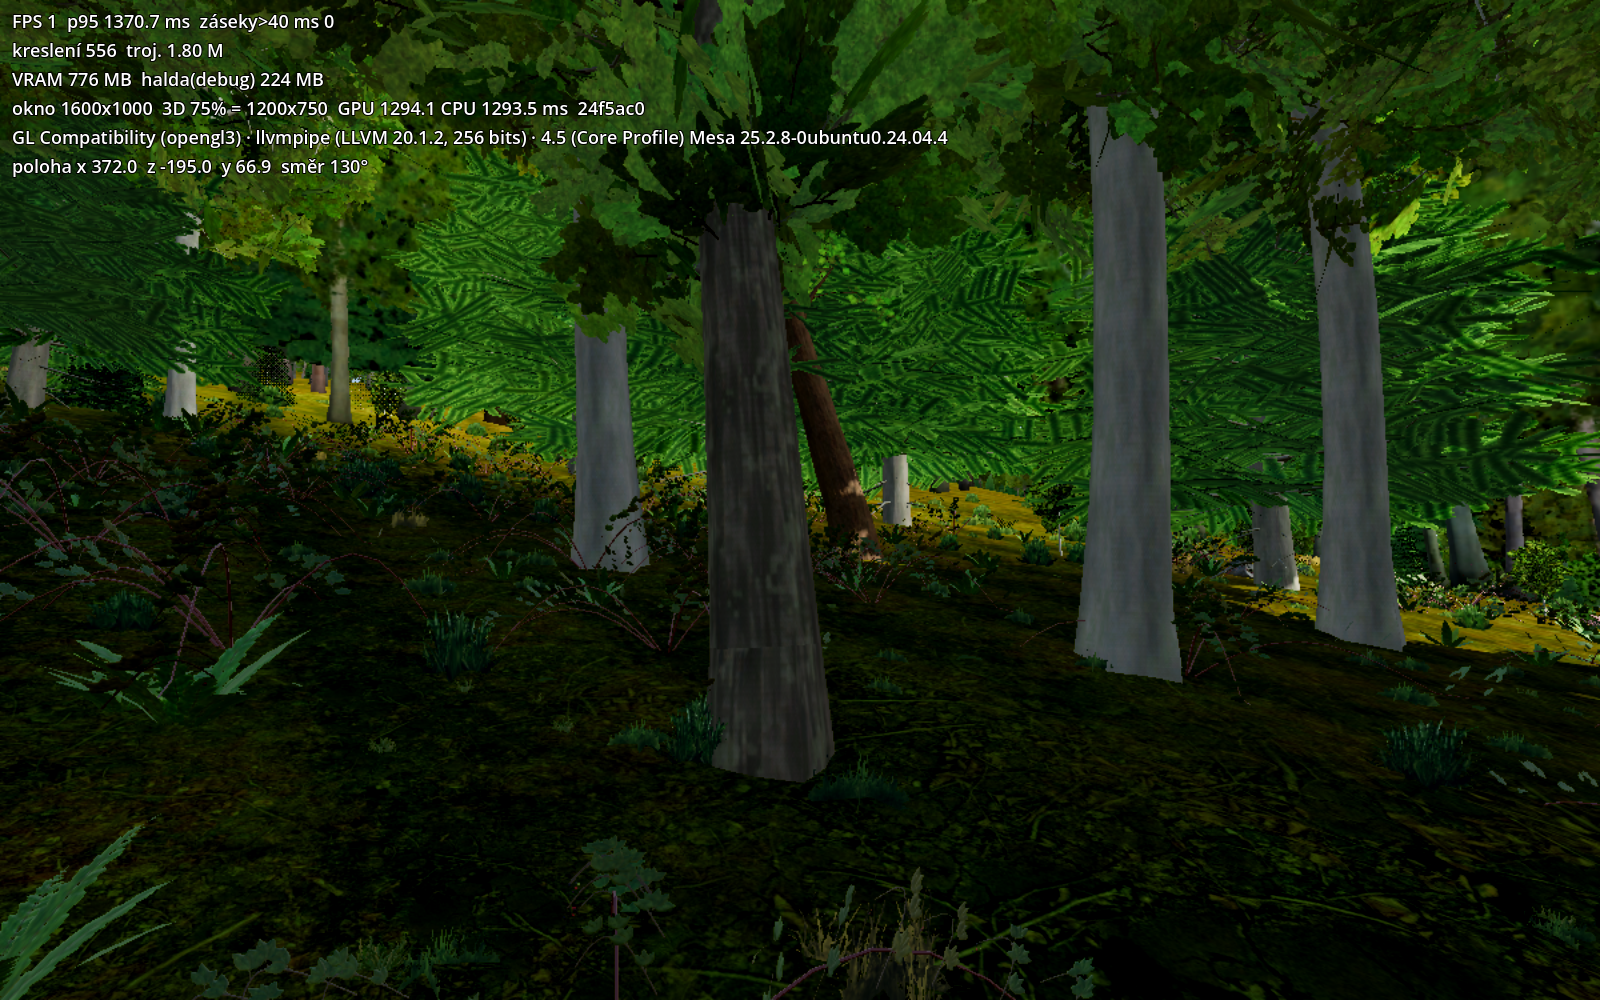 FPS 1  p95 1370.7 ms  záseky>40 ms 0
kreslení 556  troj. 1.80 M
VRAM 776 MB  halda(debug) 224 MB
okno 1600x1000  3D 75% = 1200x750  GPU 1294.1 CPU 1293.5 ms  24f5ac0
GL Compatibility (opengl3) · llvmpipe (LLVM 20.1.2, 256 bits) · 4.5 (Core Profile) Mesa 25.2.8-0ubuntu0.24.04.4
poloha x 372.0  z -195.0  y 66.9  směr 130°